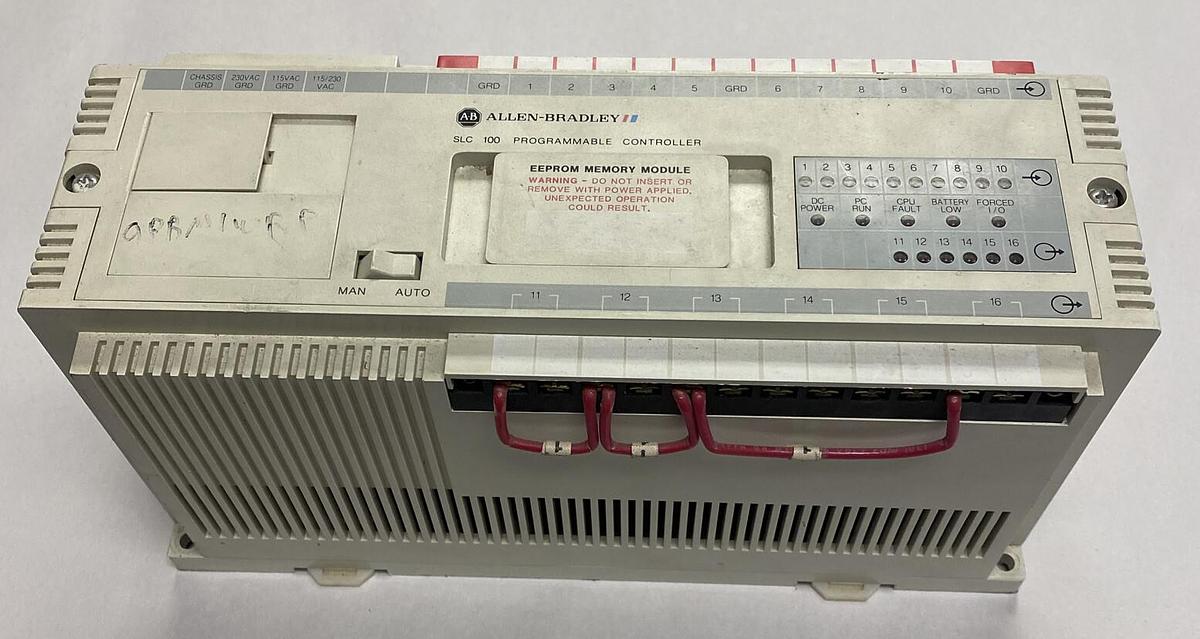 CHASSIS GRD 230VAC GRD 115VAC GRD 115/230 VAC
GRD 1 2 3 4 5 GRD 6 7 8 9 10 GRD
A-B ALLEN-BRADLEY
SLC 100 PROGRAMMABLE CONTROLLER
EEPROM MEMORY MODULE
WARNING - DO NOT INSERT OR
REMOVE WITH POWER APPLIED.
UNEXPECTED OPERATION
COULD RESULT.
1 2 3 4 5 6 7 8 9 10
DC POWER PC RUN CPU FAULT BATTERY LOW FORCED I/O
11 12 13 14 15 16
MAN AUTO
11 12 13 14 15 16